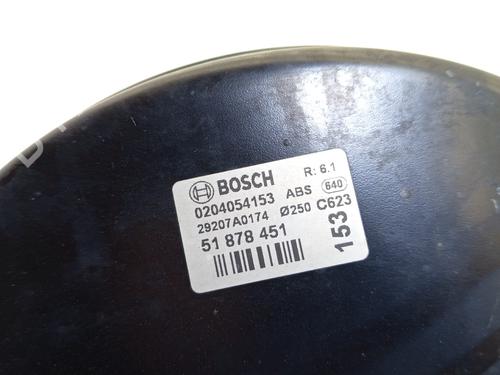 BOSCH R: 6.1
0204054153 ABS 640
29207A0174 Ø250 C623
51 878 451
153